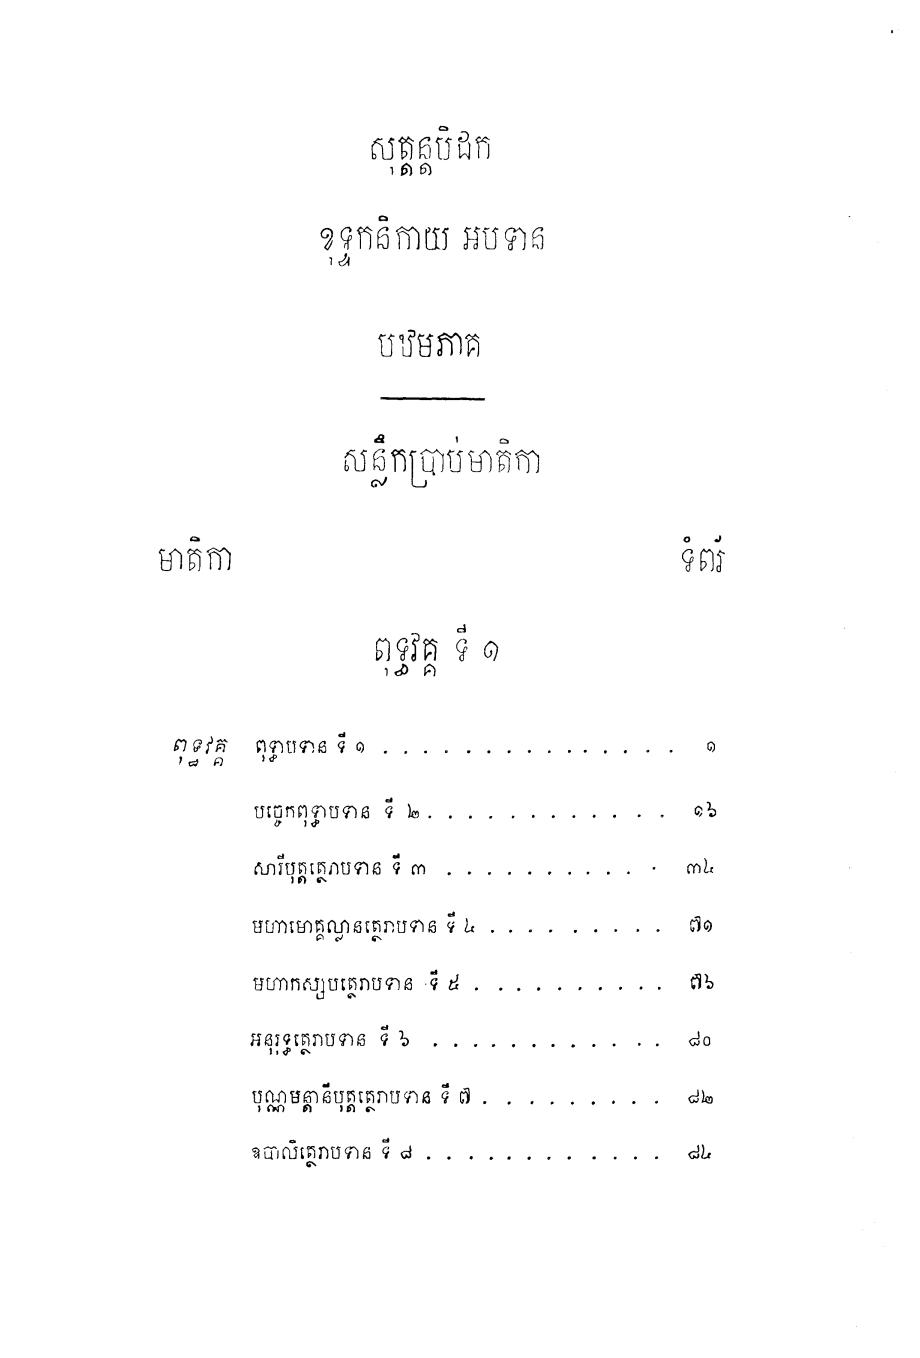 សុត្តន្តបិដក
ខុទ្ទកនិកាយ អបទាន
បឋមភាគ
សន្លឹកប្រាប់មាតិកា
មាតិកា ទំពរ័
ពុទ្ធវគ្គ ទី ១
ពុទ្ធវគ្គ ពុទ្ធាបទាន ទី ១ . . . . . . . . . . . . . . . ១
បច្ចេកពុទ្ធាបទាន ទី ២ . . . . . . . . . . . . ១៦
សារីបុត្តត្ថេរាបទាន ទី ៣ . . . . . . . . . . . ៣៤
មហាមោគ្គល្លានត្ថេរាបទាន ទី ៤ . . . . . . . . . ៧១
មហាកស្សបត្ថេរាបទាន ទី ៥ . . . . . . . . . . ៧៦
អនុរុទ្ធត្ថេរាបទាន ទី ៦ . . . . . . . . . . . . ៨០
បុណ្ណមន្តានីបុត្តត្ថេរាបទាន ទី ៧ . . . . . . . . . ៨២
ឧបាលិត្ថេរាបទាន ទី ៨ . . . . . . . . . . . . ៨៤